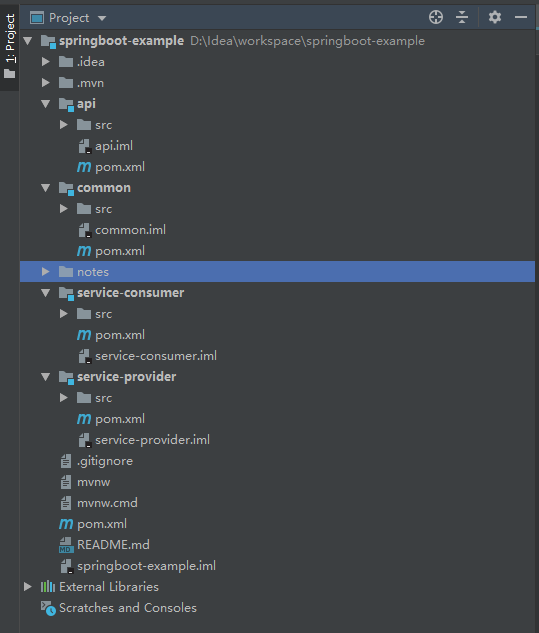 Project
1: Project
springboot-example D:\Idea\workspace\springboot-example
.idea
.mvn
api
src
api.iml
pom.xml
common
src
common.iml
pom.xml
notes
service-consumer
src
pom.xml
service-consumer.iml
service-provider
src
pom.xml
service-provider.iml
.gitignore
mvnw
mvnw.cmd
pom.xml
README.md
springboot-example.iml
External Libraries
Scratches and Consoles